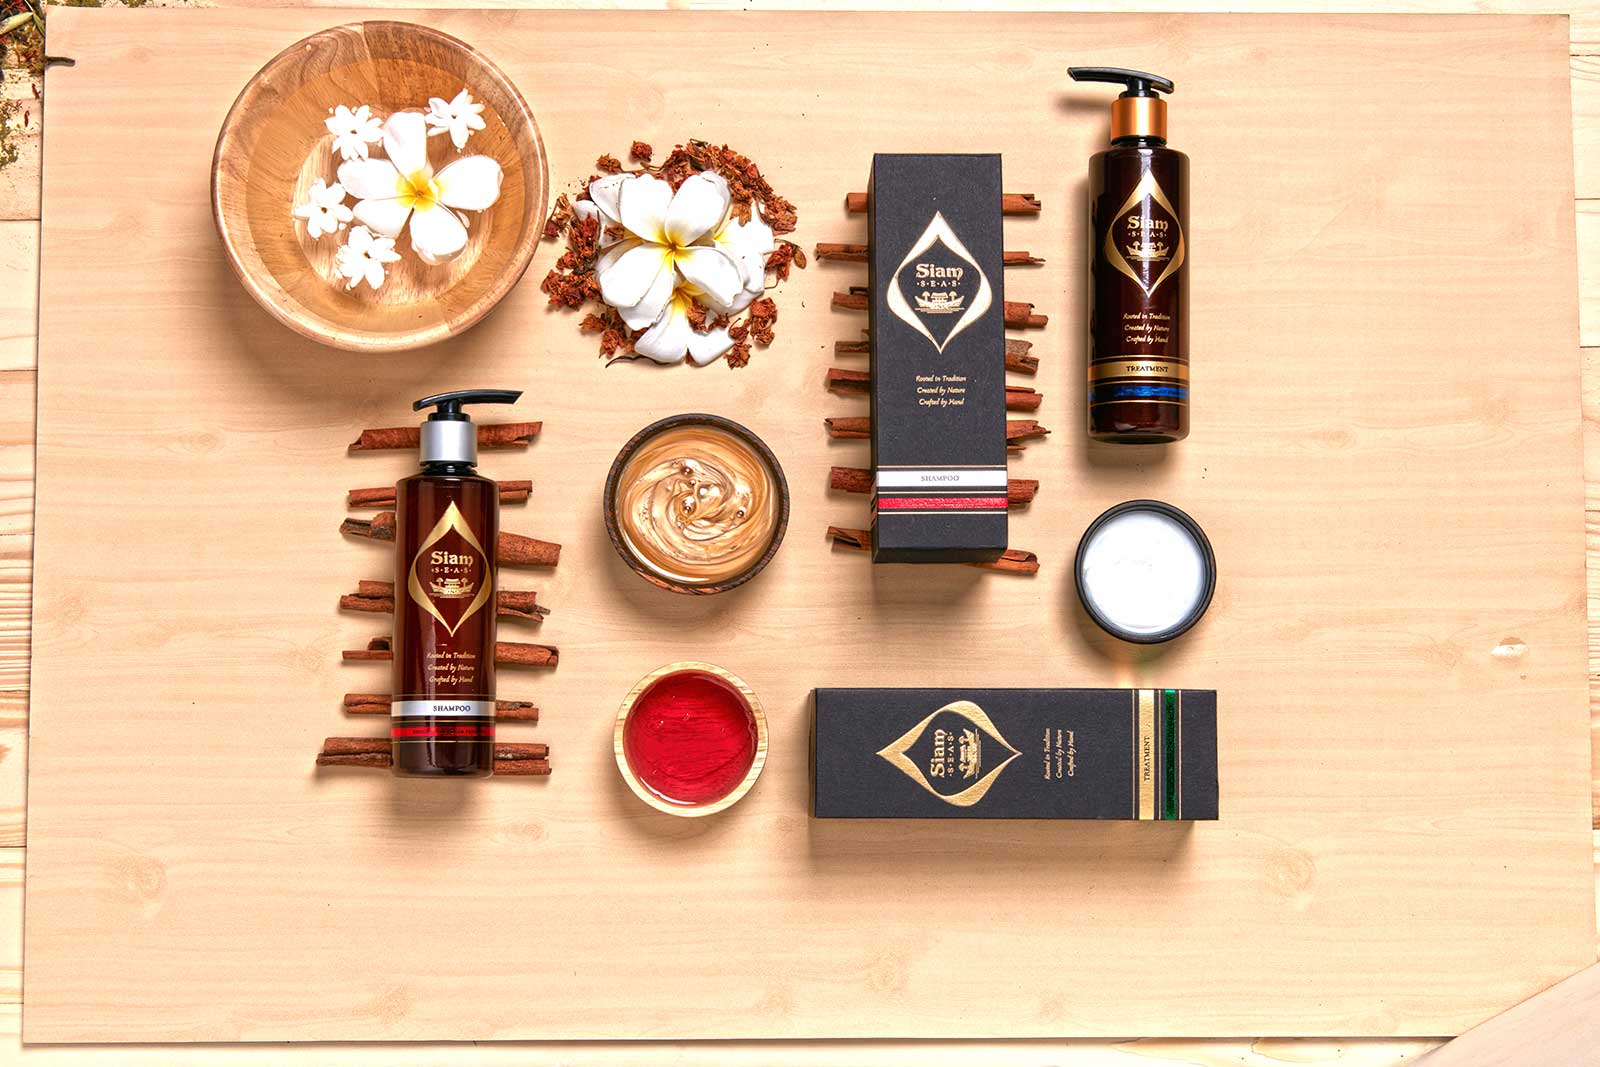 Siam
·S·E·A·S·
Rooted in Tradition
Created by Nature
Crafted by Hand
SHAMPOO
Siam
·S·E·A·S·
Rooted in Tradition
Created by Nature
Crafted by Hand
TREATMENT
Siam
·S·E·A·S·
Rooted in Tradition
Created by Nature
Crafted by Hand
SHAMPOO
Siam
·S·E·A·S·
Rooted in Tradition
Created by Nature
Crafted by Hand
TREATMENT